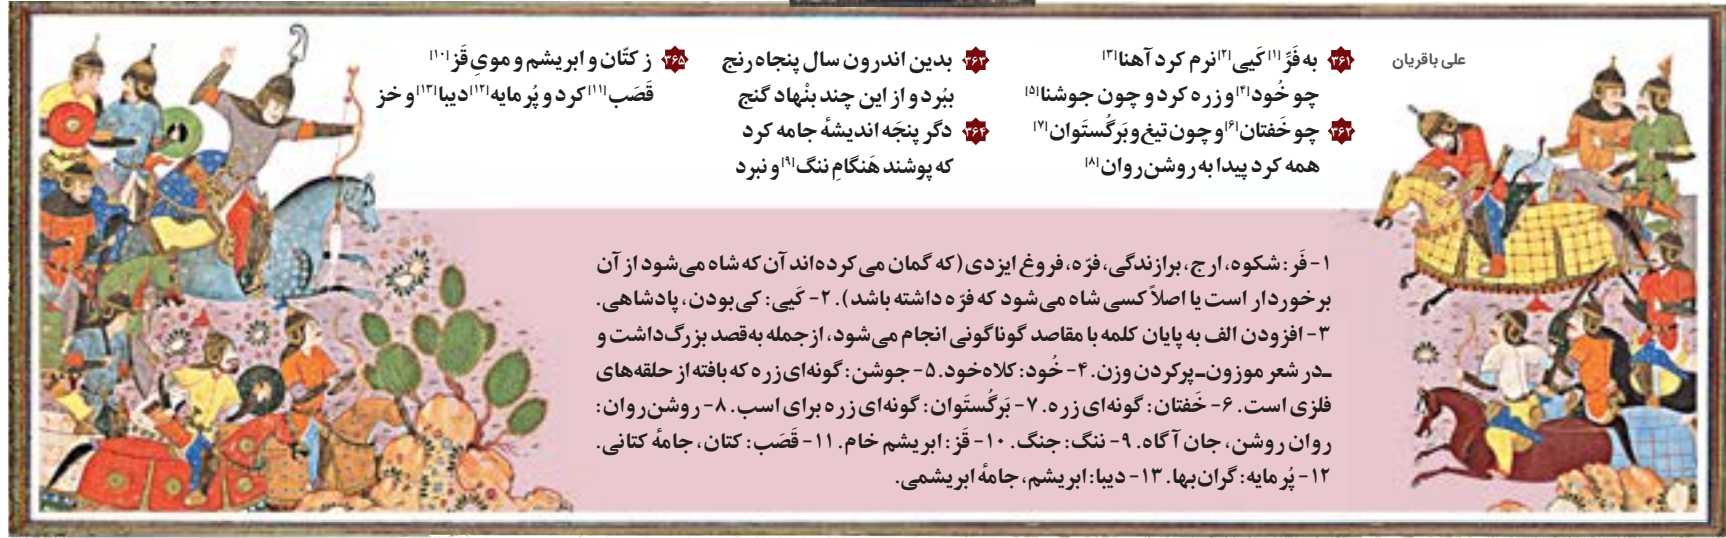 علی باقریان
۳۶۱ به فَرِّ [۱] کَیی [۲] نرم کرد آهنا [۳]
چو خُود [۴] و زره کرد و چون جوشنا [۵]
۳۶۲ چو خَفتان [۶] و چون تیغ و بَرگُستَوان [۷]
همه کرد پیدا به روشن‌روان [۸]
۳۶۳ بدین اندرون سال پنجاه رنج
ببُرد و از این چند بنْهاد گنج
۳۶۴ دگر پنجَه اندیشهٔ جامه کرد
که پوشند هَنگامِ ننگ [۹] و نبرد
۳۶۵ ز کتّان و ابریشم و مویِ قَز [۱۰]
قَصَب [۱۱] کرد و پُر مایه [۱۲] دیبا [۱۳] و خز
۱- فَر: شکوه، ارج، برازندگی، فرّه، فروغ ایزدی (که گمان می‌کرده‌اند آن که شاه می‌شود از آن
برخوردار است یا اصلاً کسی شاه می‌شود که فرّه داشته باشد). ۲- کَیی: کی‌بودن، پادشاهی.
۳- افزودن الف به پایان کلمه با مقاصد گوناگونی انجام می‌شود، ازجمله به‌قصد بزرگ‌داشت و
ـ در شعر موزون ـ پرکردن وزن. ۴- خُود: کلاه‌خود. ۵- جوشن: گونه‌ای زره که بافته از حلقه‌های
فلزی است. ۶- خَفتان: گونه‌ای زره. ۷- بَرگُستَوان: گونه‌ای زره برای اسب. ۸- روشن‌روان:
روان روشن، جان آگاه. ۹- ننگ: جنگ. ۱۰- قَز: ابریشم خام. ۱۱- قَصَب: کتان، جامهٔ کتانی.
۱۲- پُر مایه: گران‌بها. ۱۳- دیبا: ابریشم، جامهٔ ابریشمی.